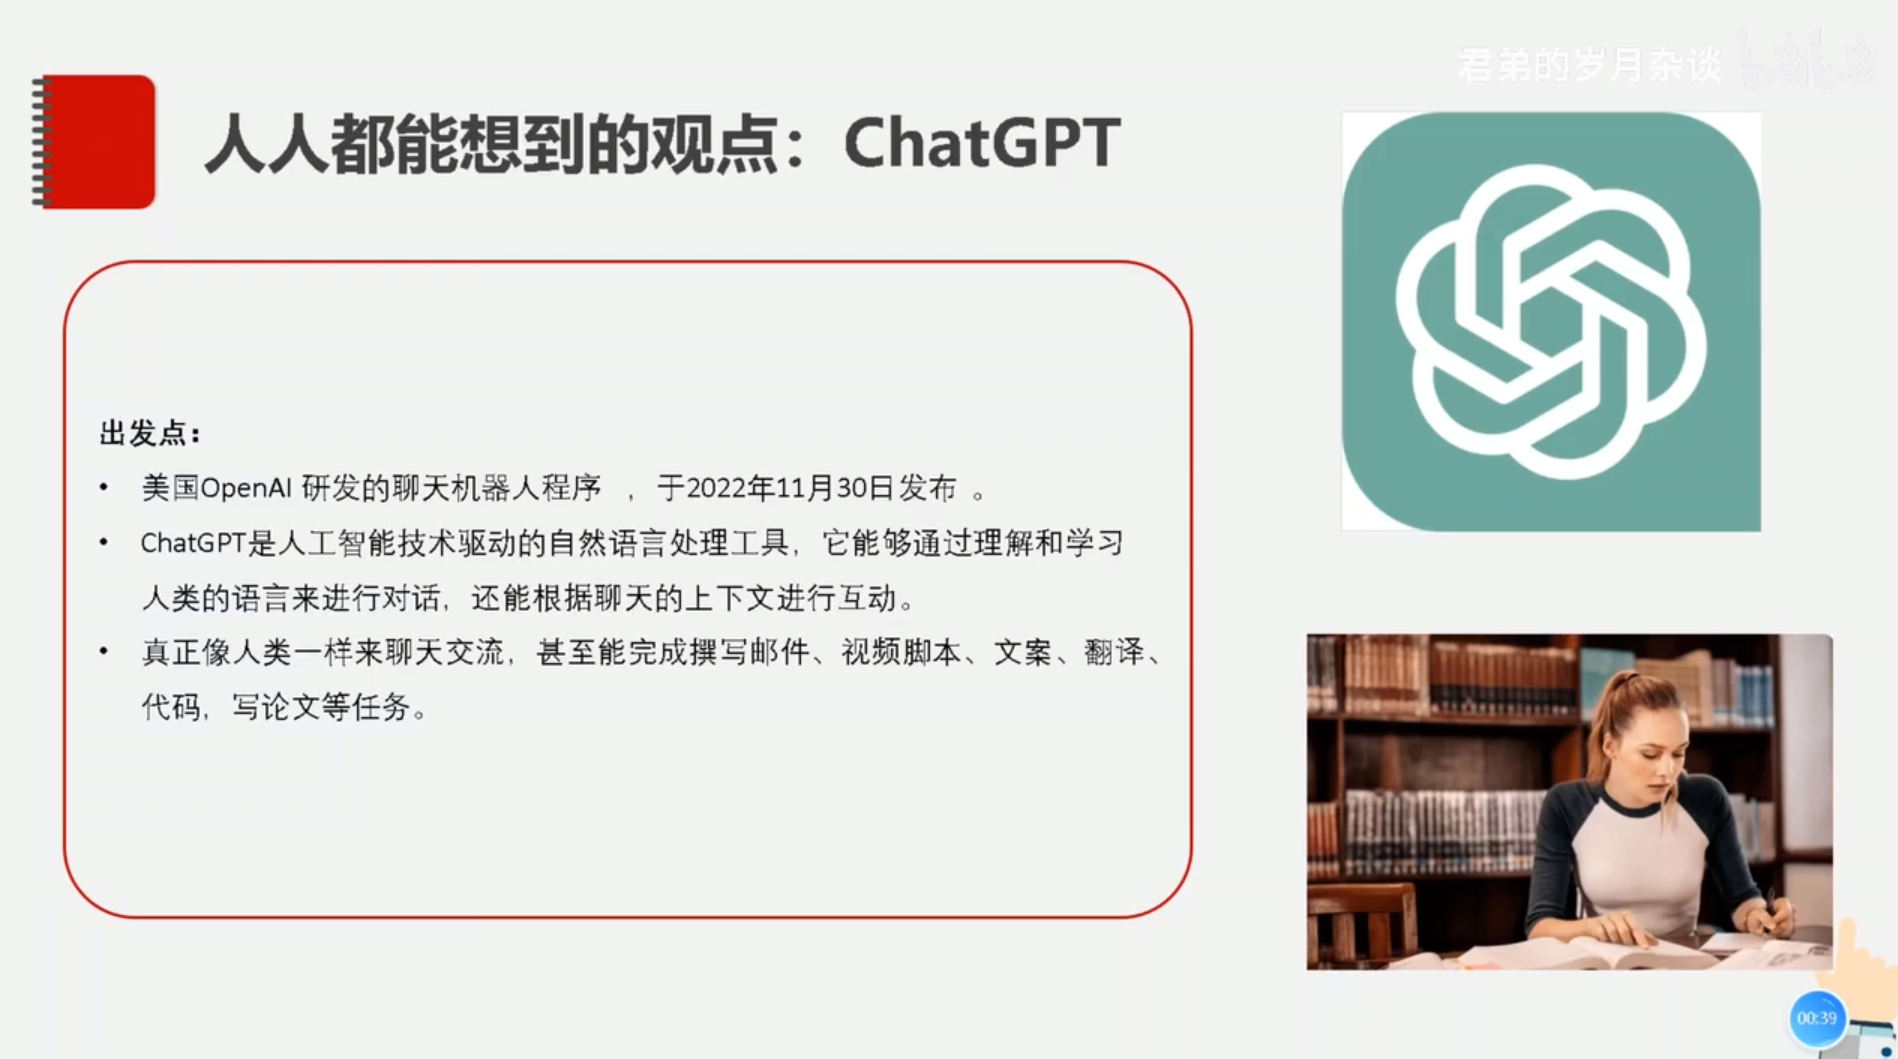 君弟的岁月杂谈
人人都能想到的观点：ChatGPT
出发点：
• 美国OpenAI 研发的聊天机器人程序 ，于2022年11月30日发布 。
• ChatGPT是人工智能技术驱动的自然语言处理工具，它能够通过理解和学习
人类的语言来进行对话，还能根据聊天的上下文进行互动。
• 真正像人类一样来聊天交流，甚至能完成撰写邮件、视频脚本、文案、翻译、
代码，写论文等任务。
00:39